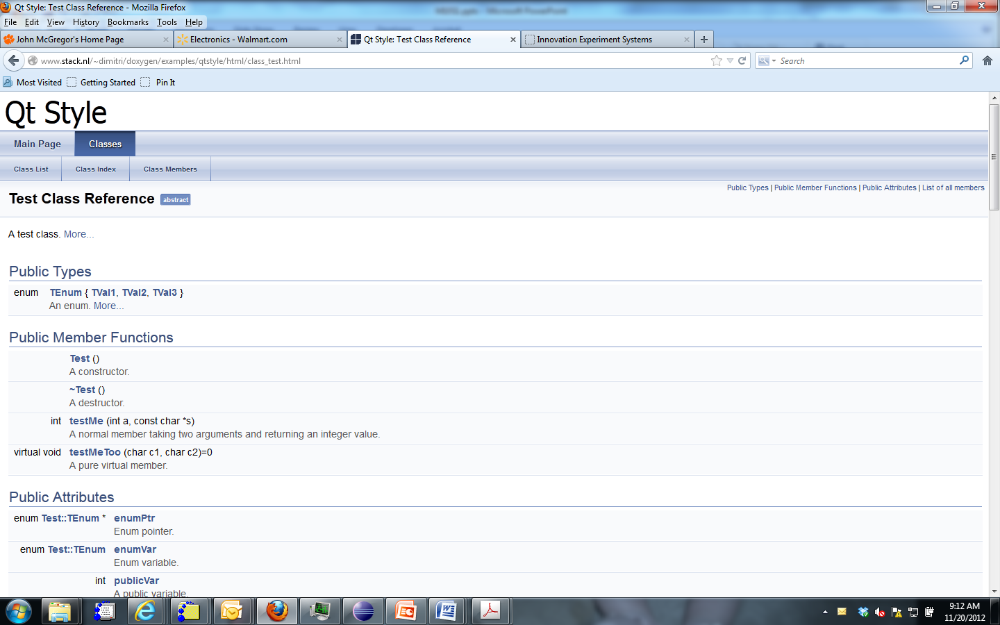 Qt Style: Test Class Reference - Mozilla Firefox
File Edit View History Bookmarks Tools Help
John McGregor's Home Page
Electronics - Walmart.com
Qt Style: Test Class Reference
Innovation Experiment Systems
www.stack.nl/~dimitri/doxygen/examples/qtstyle/html/class_test.html
Search
Most Visited Getting Started Pin It
Qt Style
Main Page Classes
Class List Class Index Class Members
Public Types | Public Member Functions | Public Attributes | List of all members
Test Class Reference abstract
A test class. More...
Public Types
enum TEnum { TVal1, TVal2, TVal3 }
An enum. More...
Public Member Functions
Test ()
A constructor.
~Test ()
A destructor.
int testMe (int a, const char *s)
A normal member taking two arguments and returning an integer value.
virtual void testMeToo (char c1, char c2)=0
A pure virtual member.
Public Attributes
enum Test::TEnum * enumPtr
Enum pointer.
enum Test::TEnum enumVar
Enum variable.
int publicVar
A public variable.
9:12 AM
11/20/2012